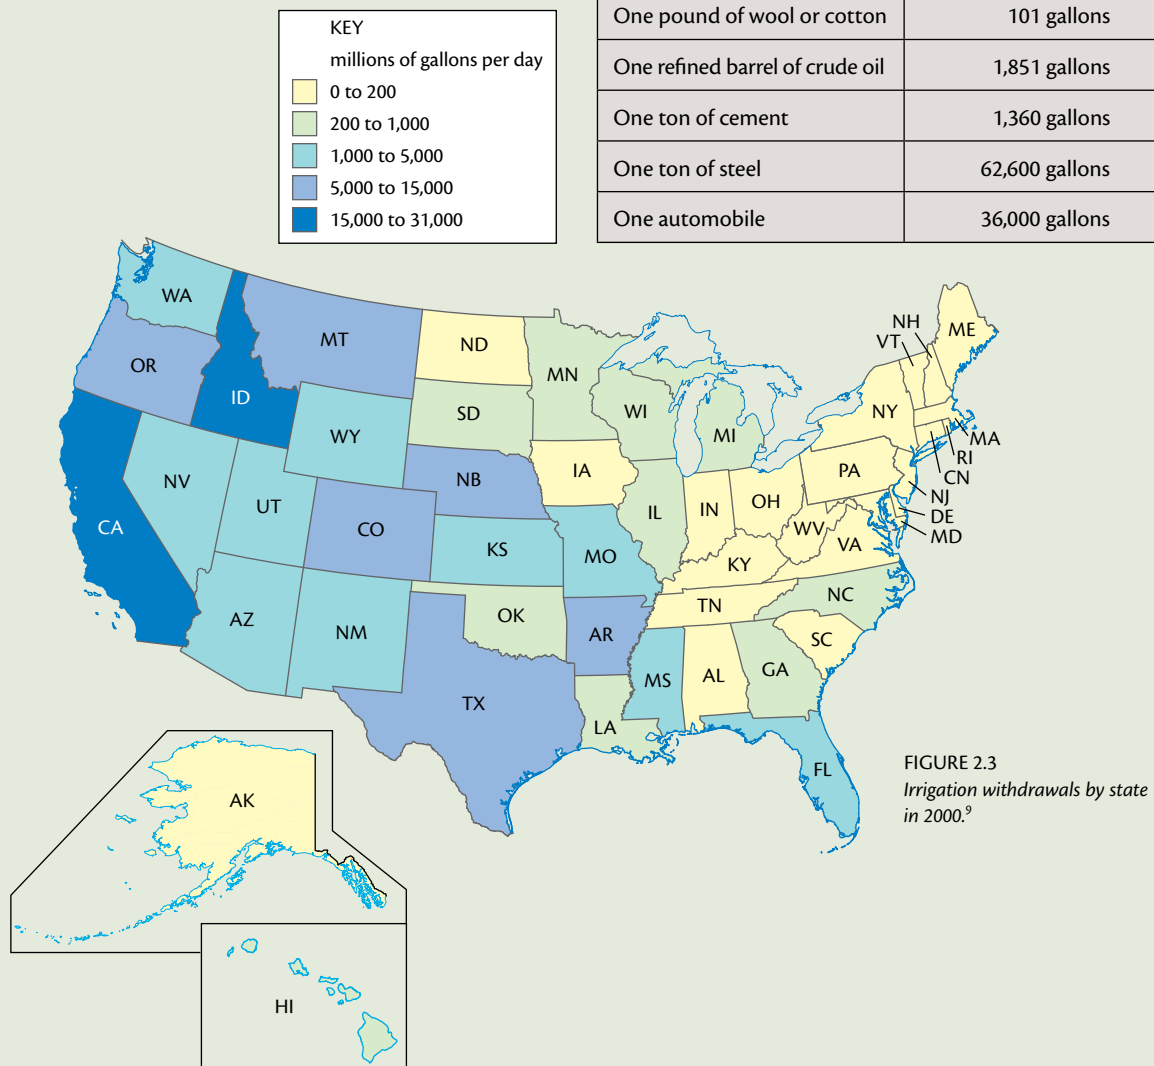 KEY
millions of gallons per day
0 to 200
200 to 1,000
1,000 to 5,000
5,000 to 15,000
15,000 to 31,000
One pound of wool or cotton 101 gallons
One refined barrel of crude oil 1,851 gallons
One ton of cement 1,360 gallons
One ton of steel 62,600 gallons
One automobile 36,000 gallons
WA
MT
ND
MN
NH
VT
ME
OR
ID
SD
WI
MI
NY
MA
RI
CN
WY
IA
PA
NJ
DE
MD
NV
UT
CO
NB
IL
IN
OH
WV
VA
CA
KS
MO
KY
AZ
NM
OK
AR
TN
NC
SC
TX
LA
MS
AL
GA
FL
AK
HI
FIGURE 2.3
Irrigation withdrawals by state
in 2000.9